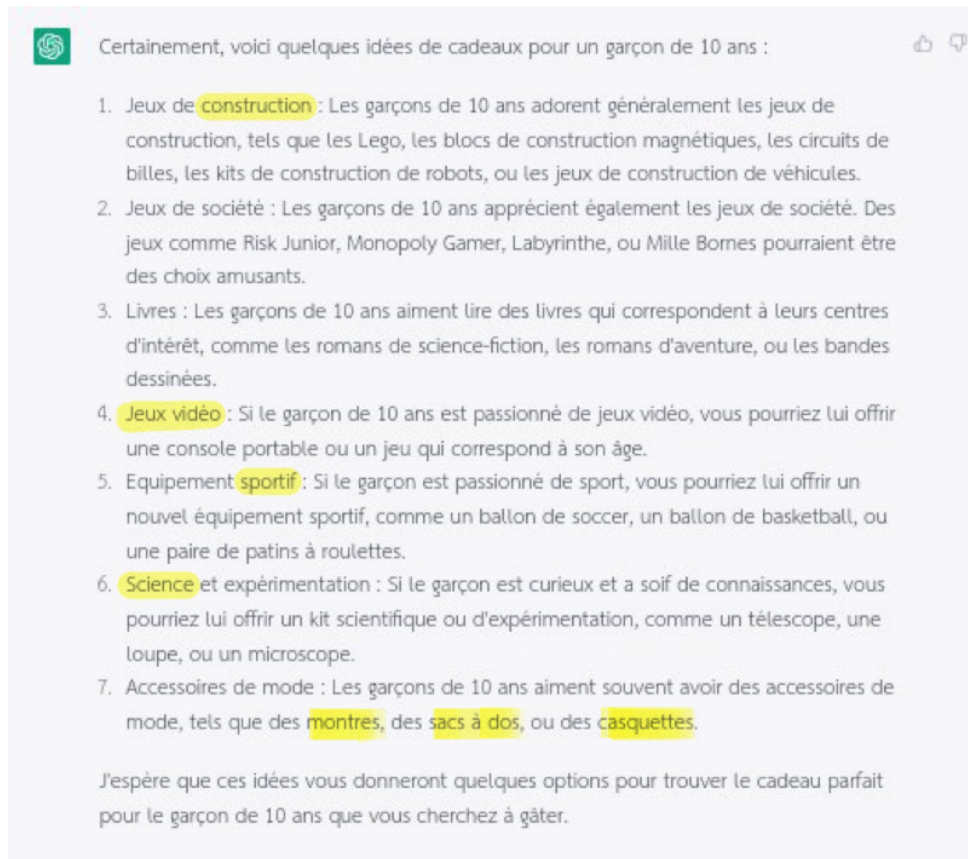 Certainement, voici quelques idées de cadeaux pour un garçon de 10 ans :
1. Jeux de construction : Les garçons de 10 ans adorent généralement les jeux de
construction, tels que les Lego, les blocs de construction magnétiques, les circuits de
billes, les kits de construction de robots, ou les jeux de construction de véhicules.
2. Jeux de société : Les garçons de 10 ans apprécient également les jeux de société. Des
jeux comme Risk Junior, Monopoly Gamer, Labyrinthe, ou Mille Bornes pourraient être
des choix amusants.
3. Livres : Les garçons de 10 ans aiment lire des livres qui correspondent à leurs centres
d'intérêt, comme les romans de science-fiction, les romans d'aventure, ou les bandes
dessinées.
4. Jeux vidéo : Si le garçon de 10 ans est passionné de jeux vidéo, vous pourriez lui offrir
une console portable ou un jeu qui correspond à son âge.
5. Equipement sportif : Si le garçon est passionné de sport, vous pourriez lui offrir un
nouvel équipement sportif, comme un ballon de soccer, un ballon de basketball, ou
une paire de patins à roulettes.
6. Science et expérimentation : Si le garçon est curieux et a soif de connaissances, vous
pourriez lui offrir un kit scientifique ou d'expérimentation, comme un télescope, une
loupe, ou un microscope.
7. Accessoires de mode : Les garçons de 10 ans aiment souvent avoir des accessoires de
mode, tels que des montres, des sacs à dos, ou des casquettes.
J'espère que ces idées vous donneront quelques options pour trouver le cadeau parfait
pour le garçon de 10 ans que vous cherchez à gâter.